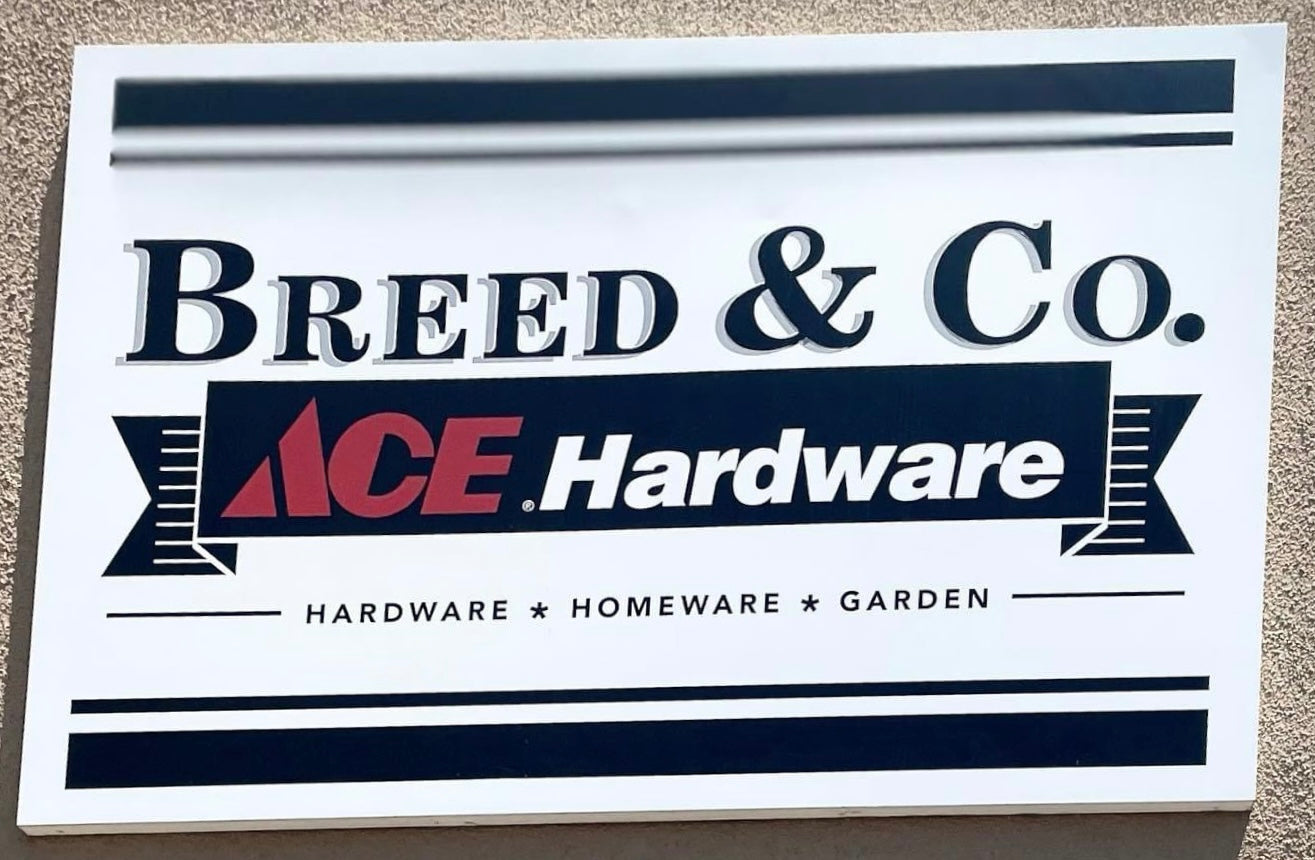 BREED & CO.
ACE® Hardware
HARDWARE * HOMEWARE * GARDEN